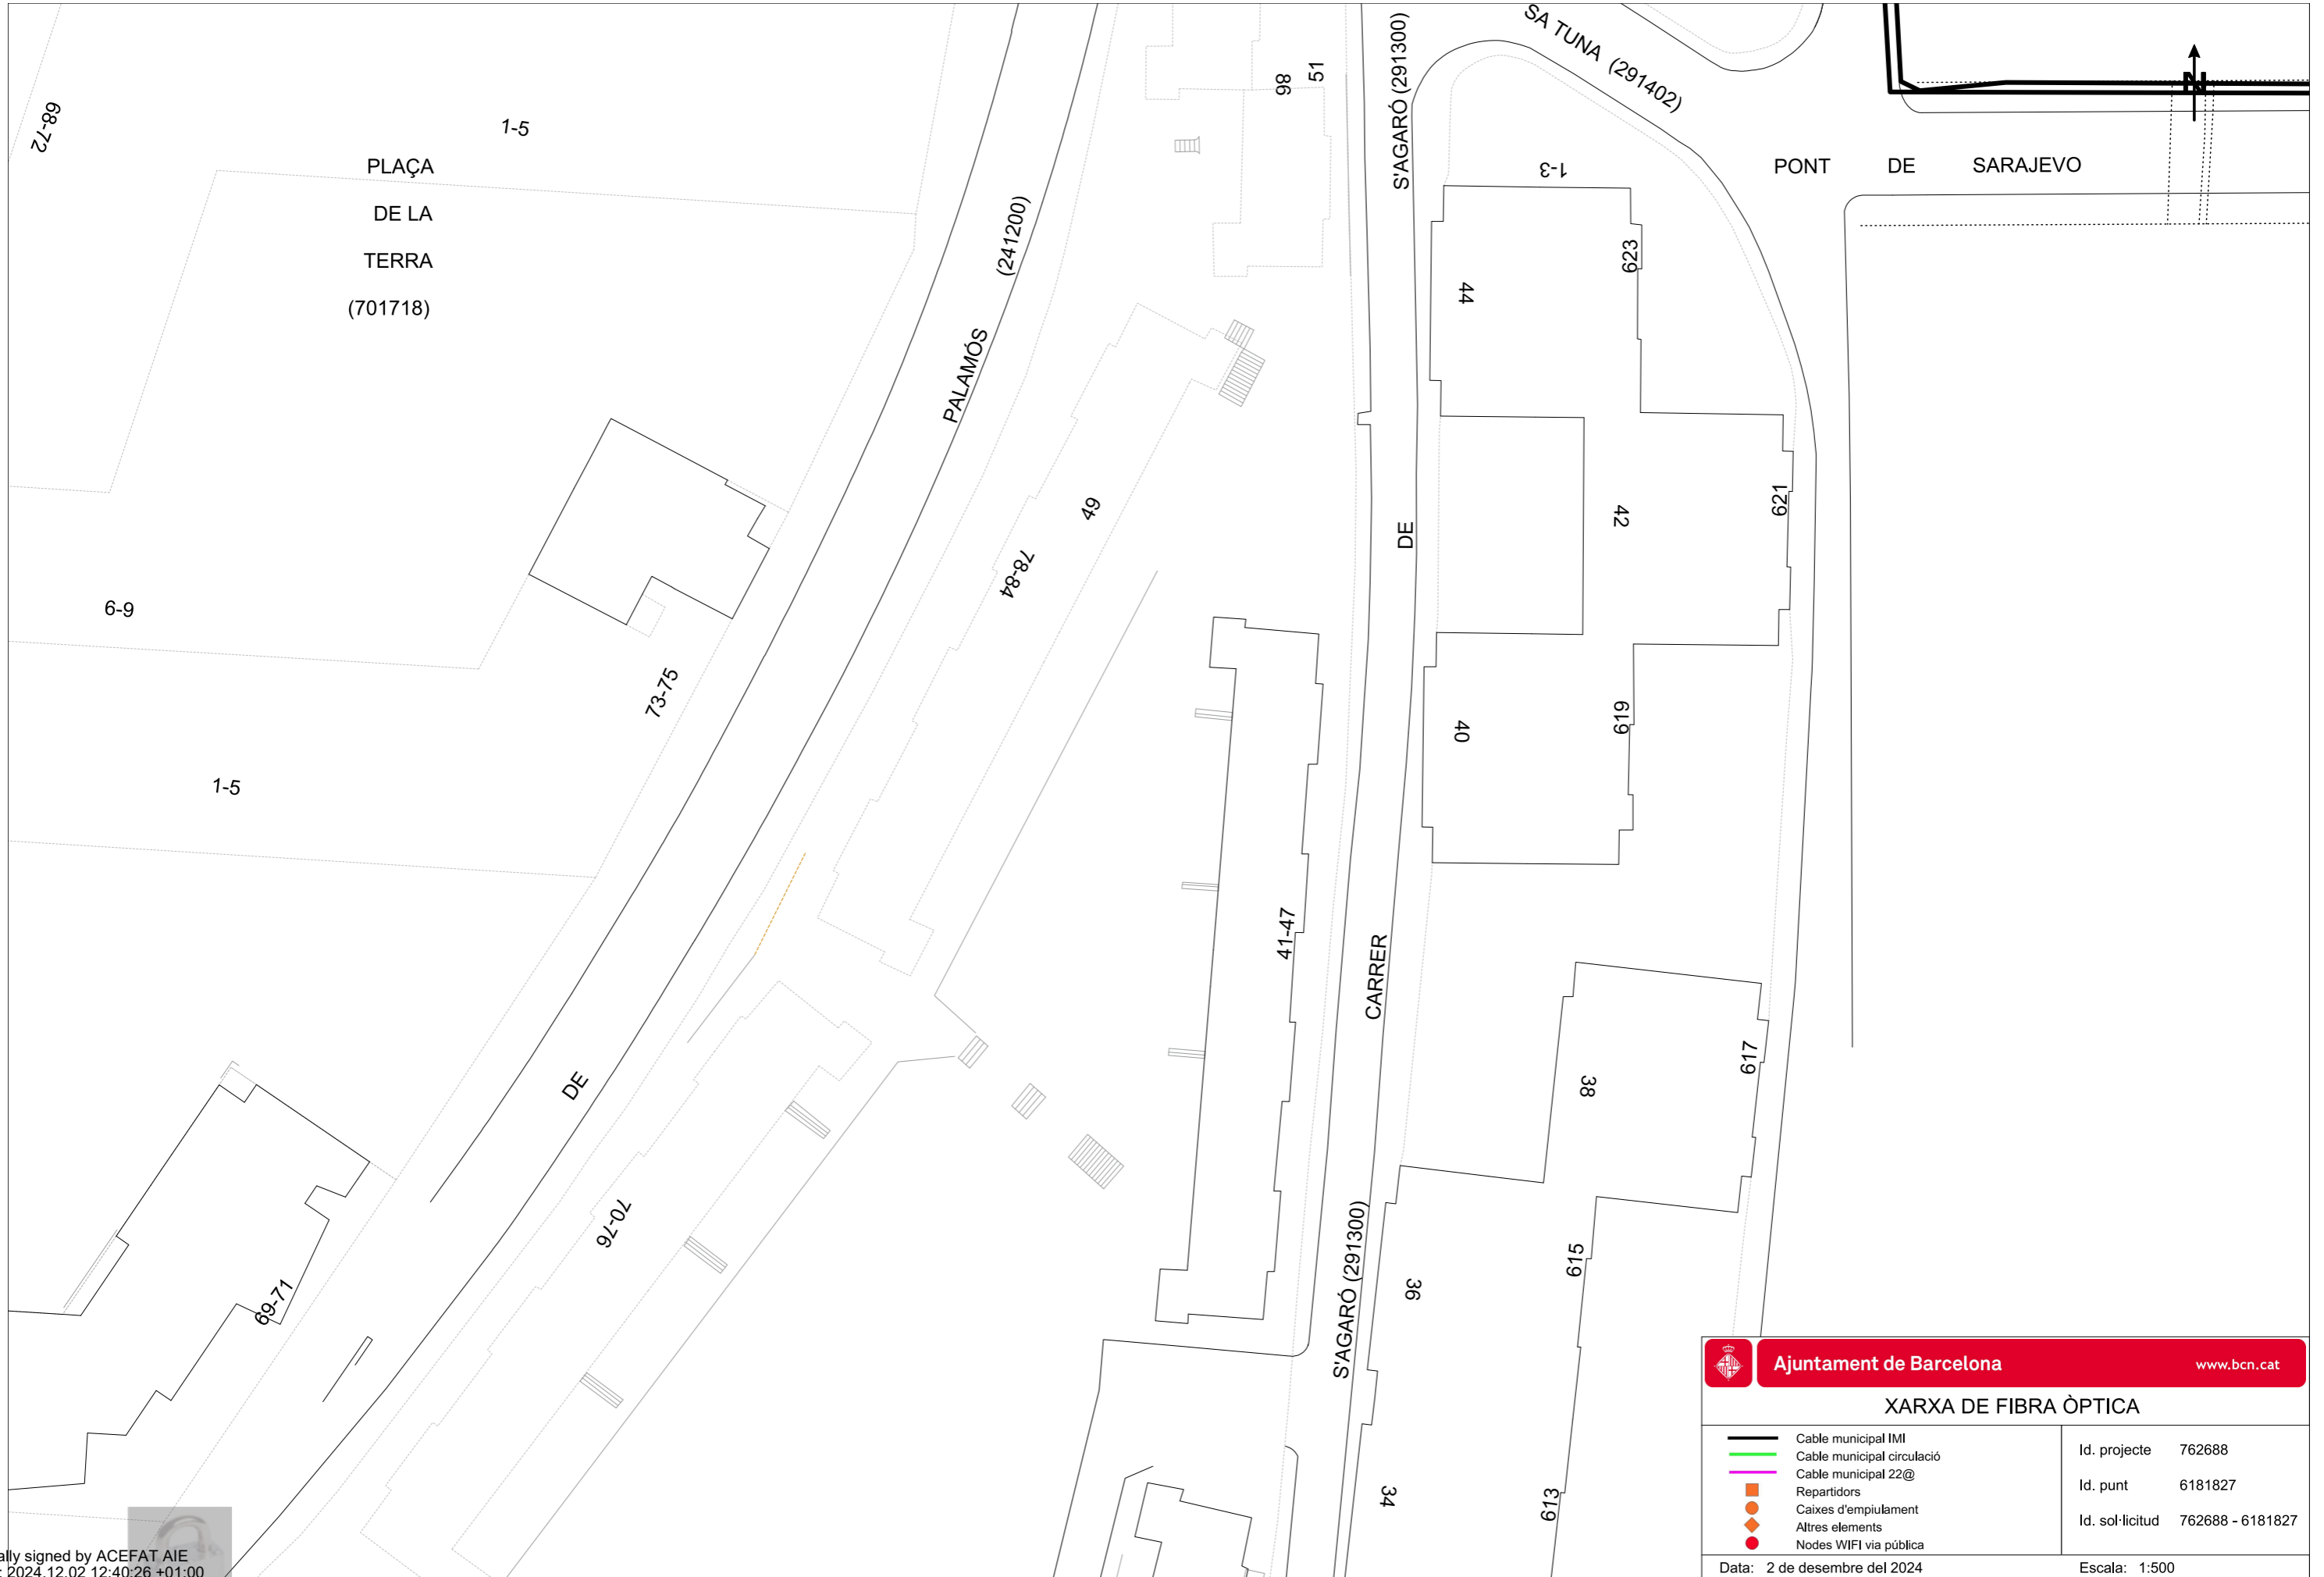 68-72
1-5
PLAÇA
DE LA
TERRA
(701718)
6-9
1-5
73-75
69-71
DE
PALAMÓS
(241200)
98
51
49
78-84
70-76
41-47
S'AGARÓ (291300)
DE
CARRER
S'AGARÓ (291300)
SA TUNA (291402)
N
PONT DE SARAJEVO
1-3
44
623
42
621
40
619
38
617
36
615
34
613
Ajuntament de Barcelona
www.bcn.cat
XARXA DE FIBRA ÒPTICA
Cable municipal IMI
Cable municipal circulació
Cable municipal 22@
Repartidors
Caixes d'empiulament
Altres elements
Nodes WIFI via pública
Id. projecte 762688
Id. punt 6181827
Id. sol·licitud 762688 - 6181827
Data: 2 de desembre del 2024
Escala: 1:500
ally signed by ACEFAT AIE
: 2024.12.02 12:40:26 +01:00